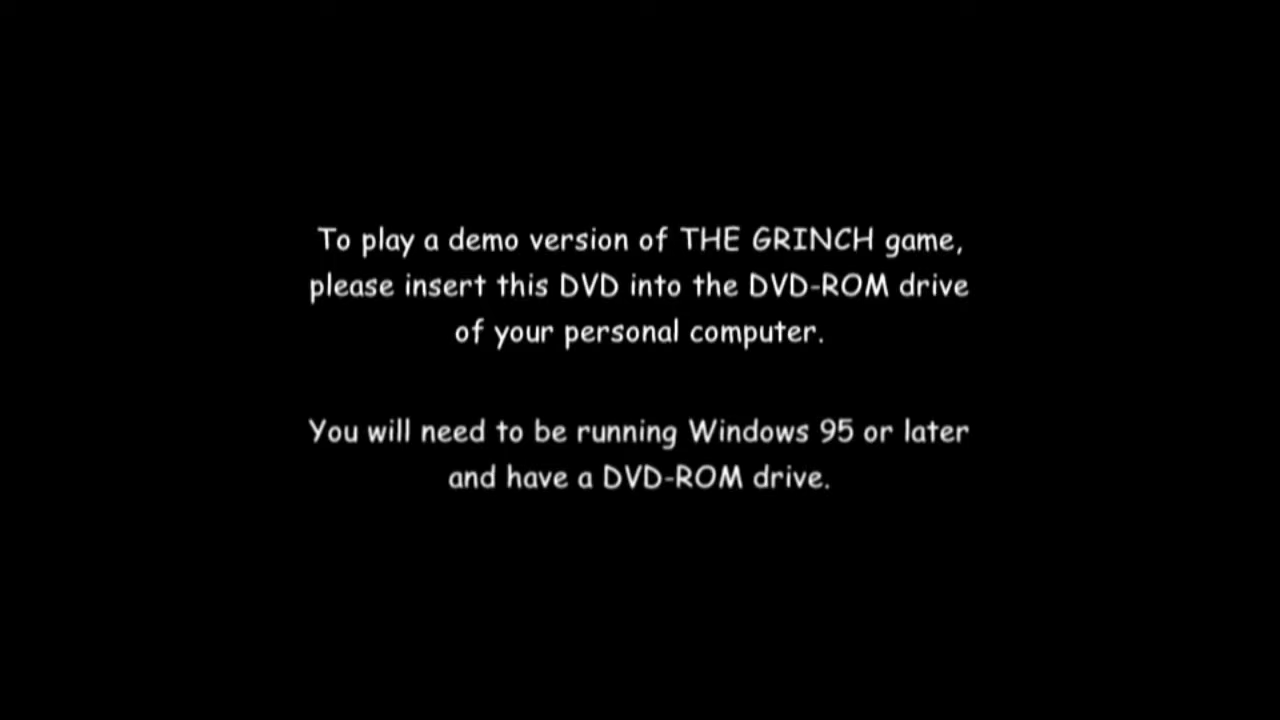 To play a demo version of THE GRINCH game,
please insert this DVD into the DVD-ROM drive
of your personal computer.
You will need to be running Windows 95 or later
and have a DVD-ROM drive.